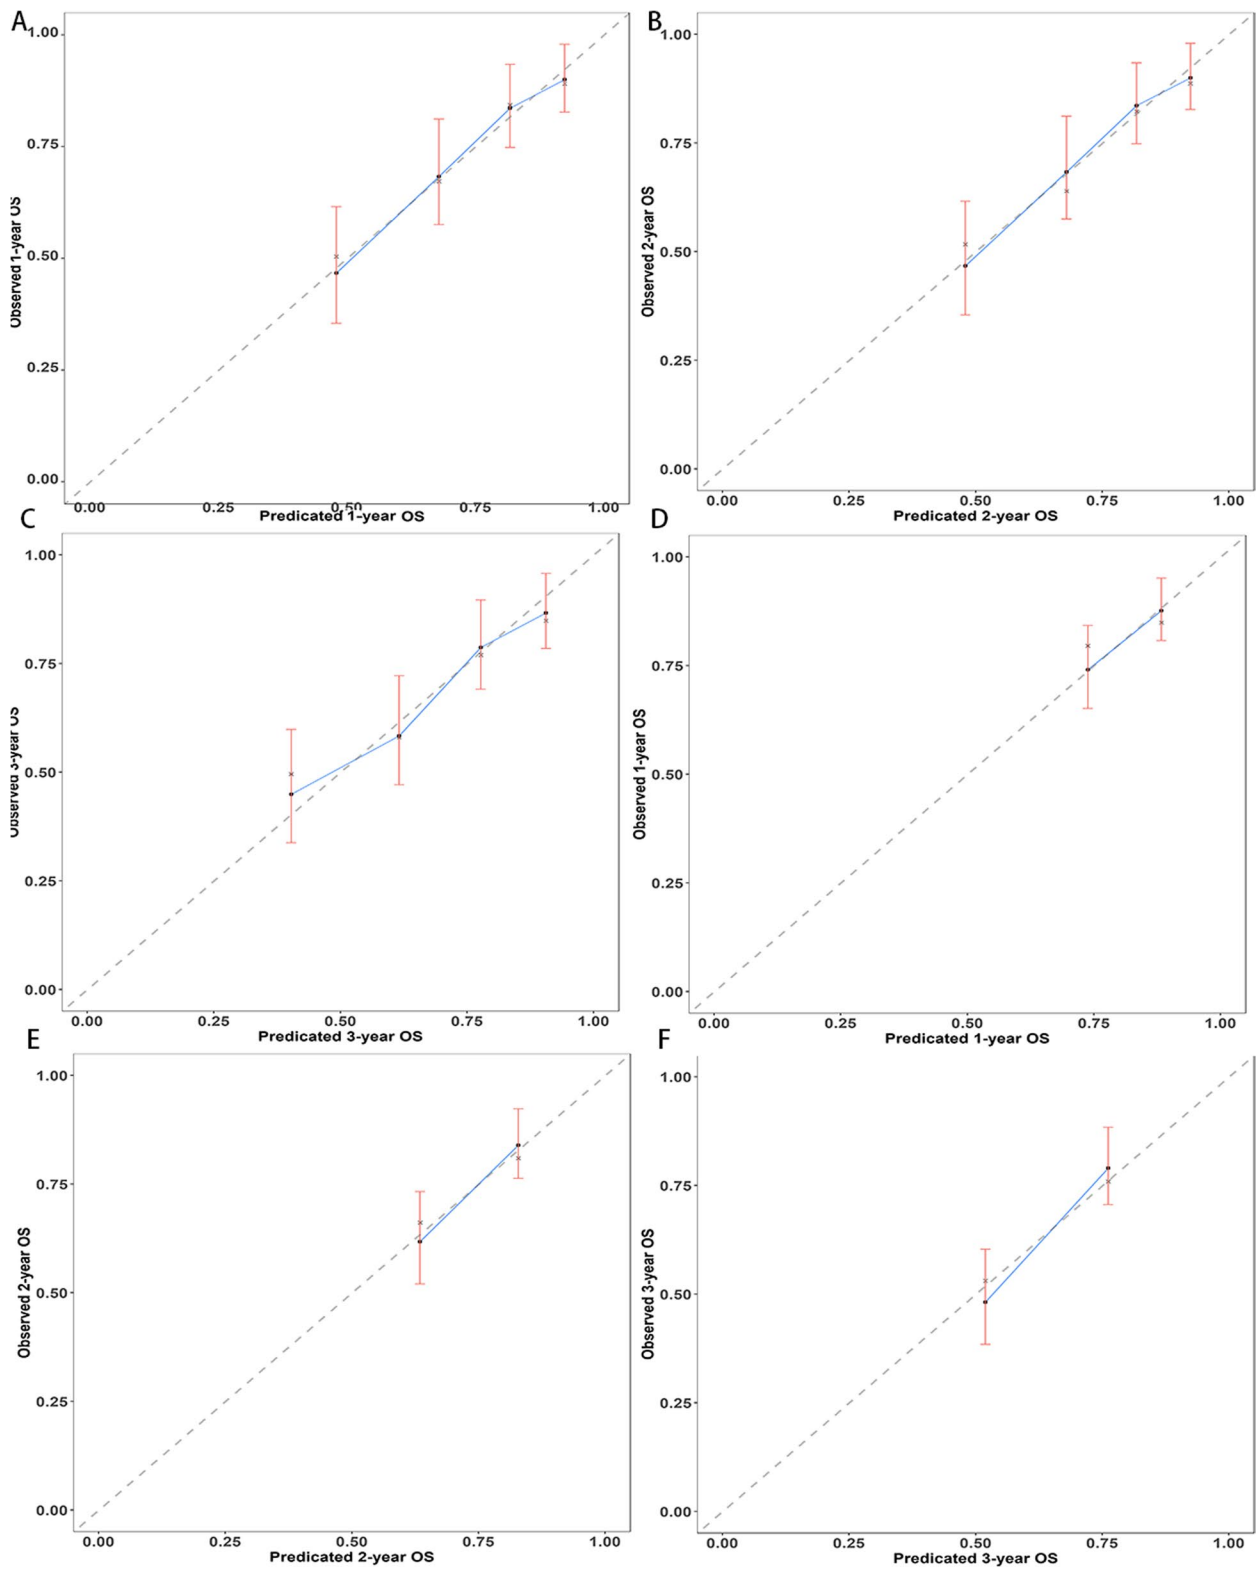 A
1.00
0.75
0.50
0.25
0.00
Observed 1-year OS
0.00 0.25 0.50 0.75 1.00
Predicated 1-year OS
B
1.00
0.75
0.50
0.25
0.00
Observed 2-year OS
0.00 0.25 0.50 0.75 1.00
Predicated 2-year OS
C
1.00
0.75
0.50
0.25
0.00
Observed 3-year OS
0.00 0.25 0.50 0.75 1.00
Predicated 3-year OS
D
1.00
0.75
0.50
0.25
0.00
Observed 1-year OS
0.00 0.25 0.50 0.75 1.00
Predicated 1-year OS
E
1.00
0.75
0.50
0.25
0.00
Observed 2-year OS
0.00 0.25 0.50 0.75 1.00
Predicated 2-year OS
F
1.00
0.75
0.50
0.25
0.00
Observed 3-year OS
0.00 0.25 0.50 0.75 1.00
Predicated 3-year OS